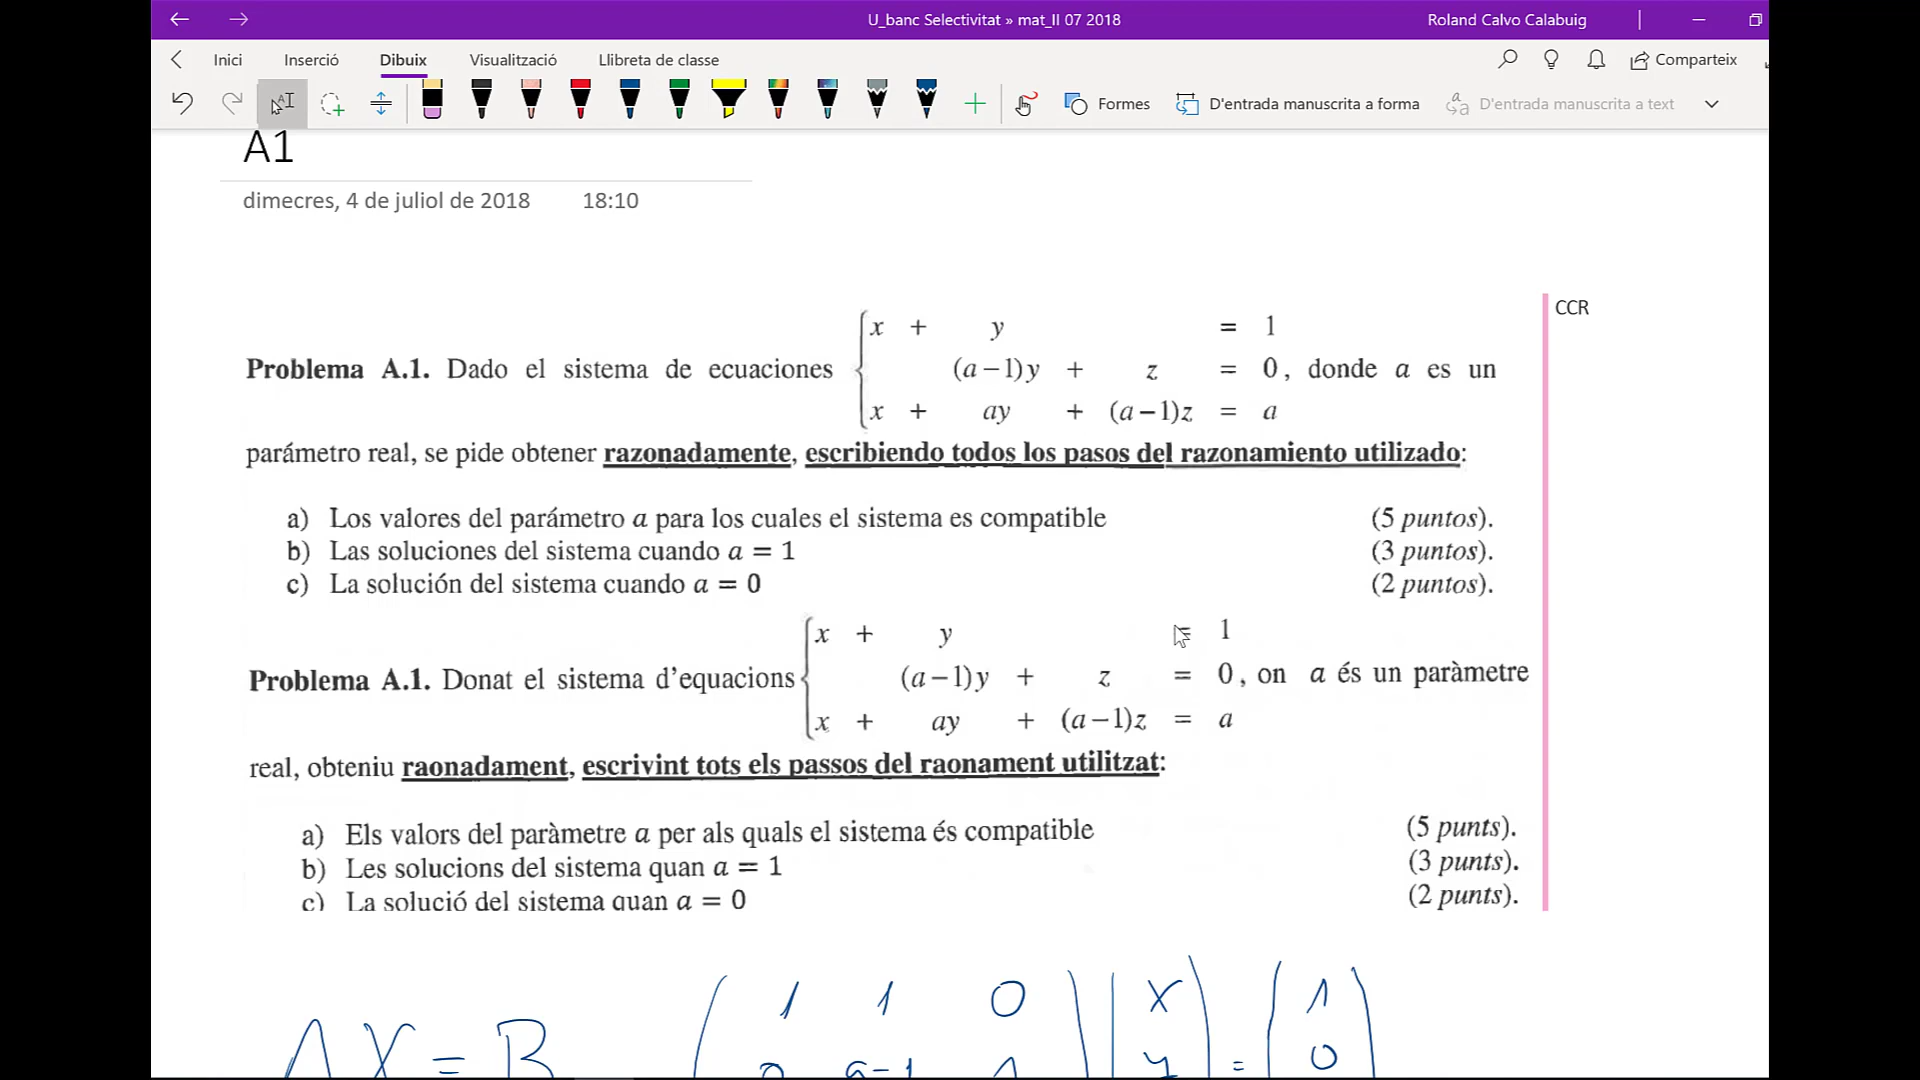 U_banc Selectivitat » mat_II 07 2018
Roland Calvo Calabuig
Inici Inserció Dibuix Visualització Llibreta de classe
Comparteix
Formes D'entrada manuscrita a forma D'entrada manuscrita a text
A1
dimecres, 4 de juliol de 2018 18:10
CCR
x + y = 1
Problema A.1. Dado el sistema de ecuaciones (a−1)y + z = 0, donde a es un
x + ay + (a−1)z = a
parámetro real, se pide obtener razonadamente, escribiendo todos los pasos del razonamiento utilizado:
a) Los valores del parámetro a para los cuales el sistema es compatible (5 puntos).
b) Las soluciones del sistema cuando a = 1 (3 puntos).
c) La solución del sistema cuando a = 0 (2 puntos).
x + y = 1
Problema A.1. Donat el sistema d'equacions (a−1)y + z = 0, on a és un paràmetre
x + ay + (a−1)z = a
real, obteniu raonadament, escrivint tots els passos del raonament utilitzat:
a) Els valors del paràmetre a per als quals el sistema és compatible (5 punts).
b) Les solucions del sistema quan a = 1 (3 punts).
c) La solució del sistema quan a = 0 (2 punts).
1 1 0 x 1
A X = B 0 a-1 1 y = 0